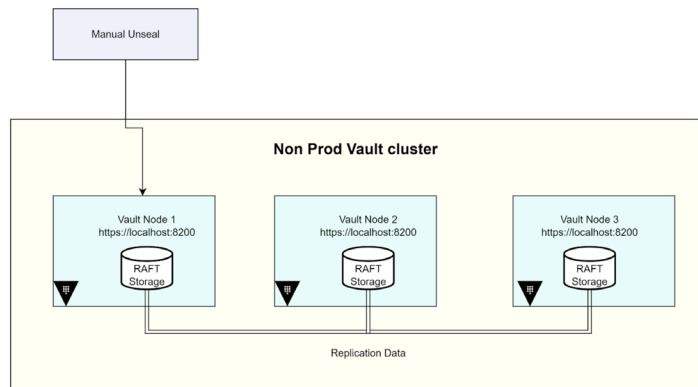 Manual Unseal
Non Prod Vault cluster
Vault Node 1
https://localhost:8200
RAFT
Storage
Vault Node 2
https://localhost:8200
RAFT
Storage
Vault Node 3
https://localhost:8200
RAFT
Storage
Replication Data